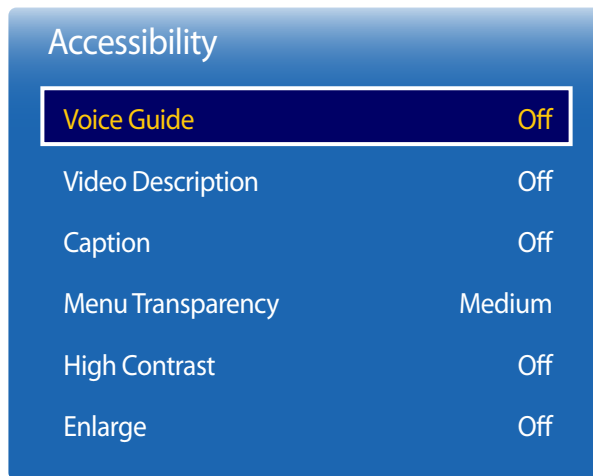 Accessibility
Voice Guide Off
Video Description Off
Caption Off
Menu Transparency Medium
High Contrast Off
Enlarge Off